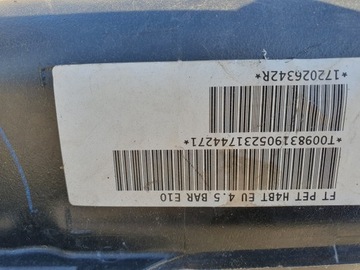 FT PET H4BT EU 4.5 BAR E10
*T009831905231744271*
*172026342R*